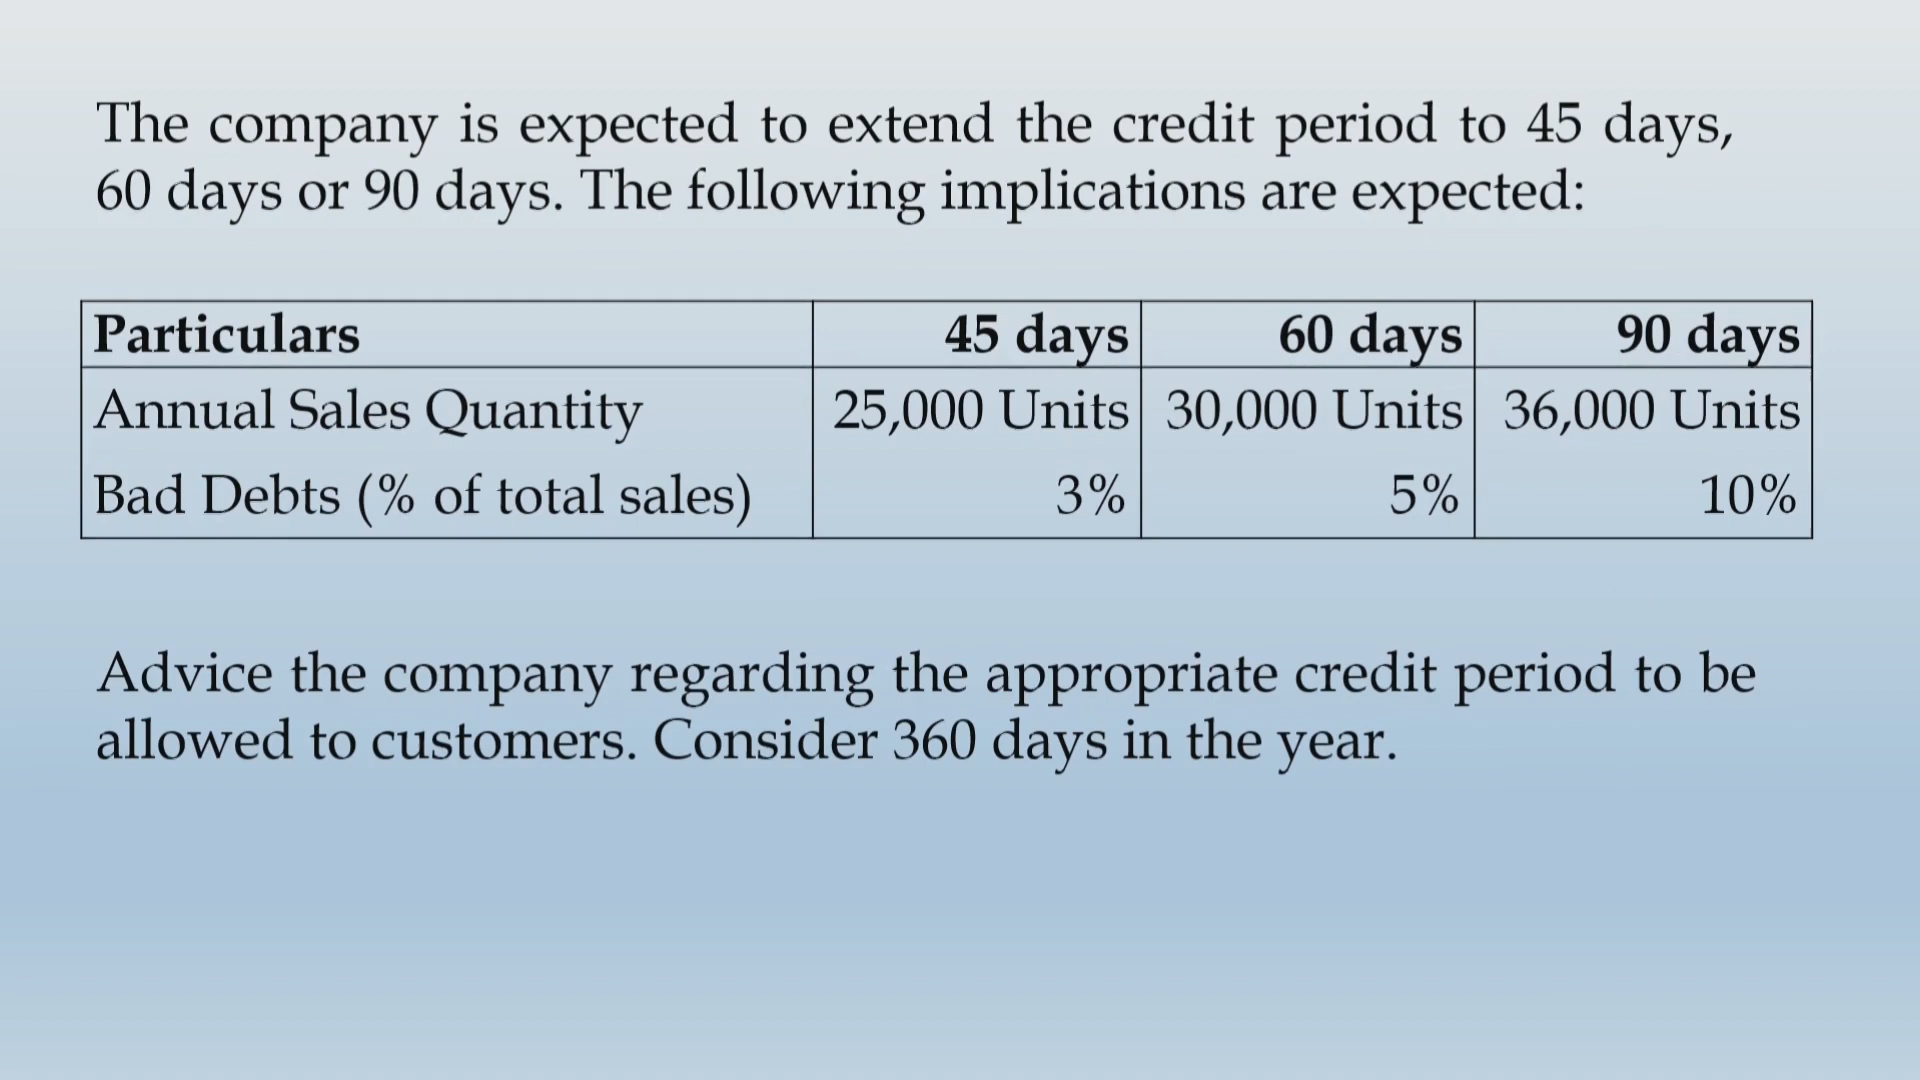 The company is expected to extend the credit period to 45 days,
60 days or 90 days. The following implications are expected:
Particulars 45 days 60 days 90 days
Annual Sales Quantity 25,000 Units 30,000 Units 36,000 Units
Bad Debts (% of total sales) 3% 5% 10%
Advice the company regarding the appropriate credit period to be
allowed to customers. Consider 360 days in the year.